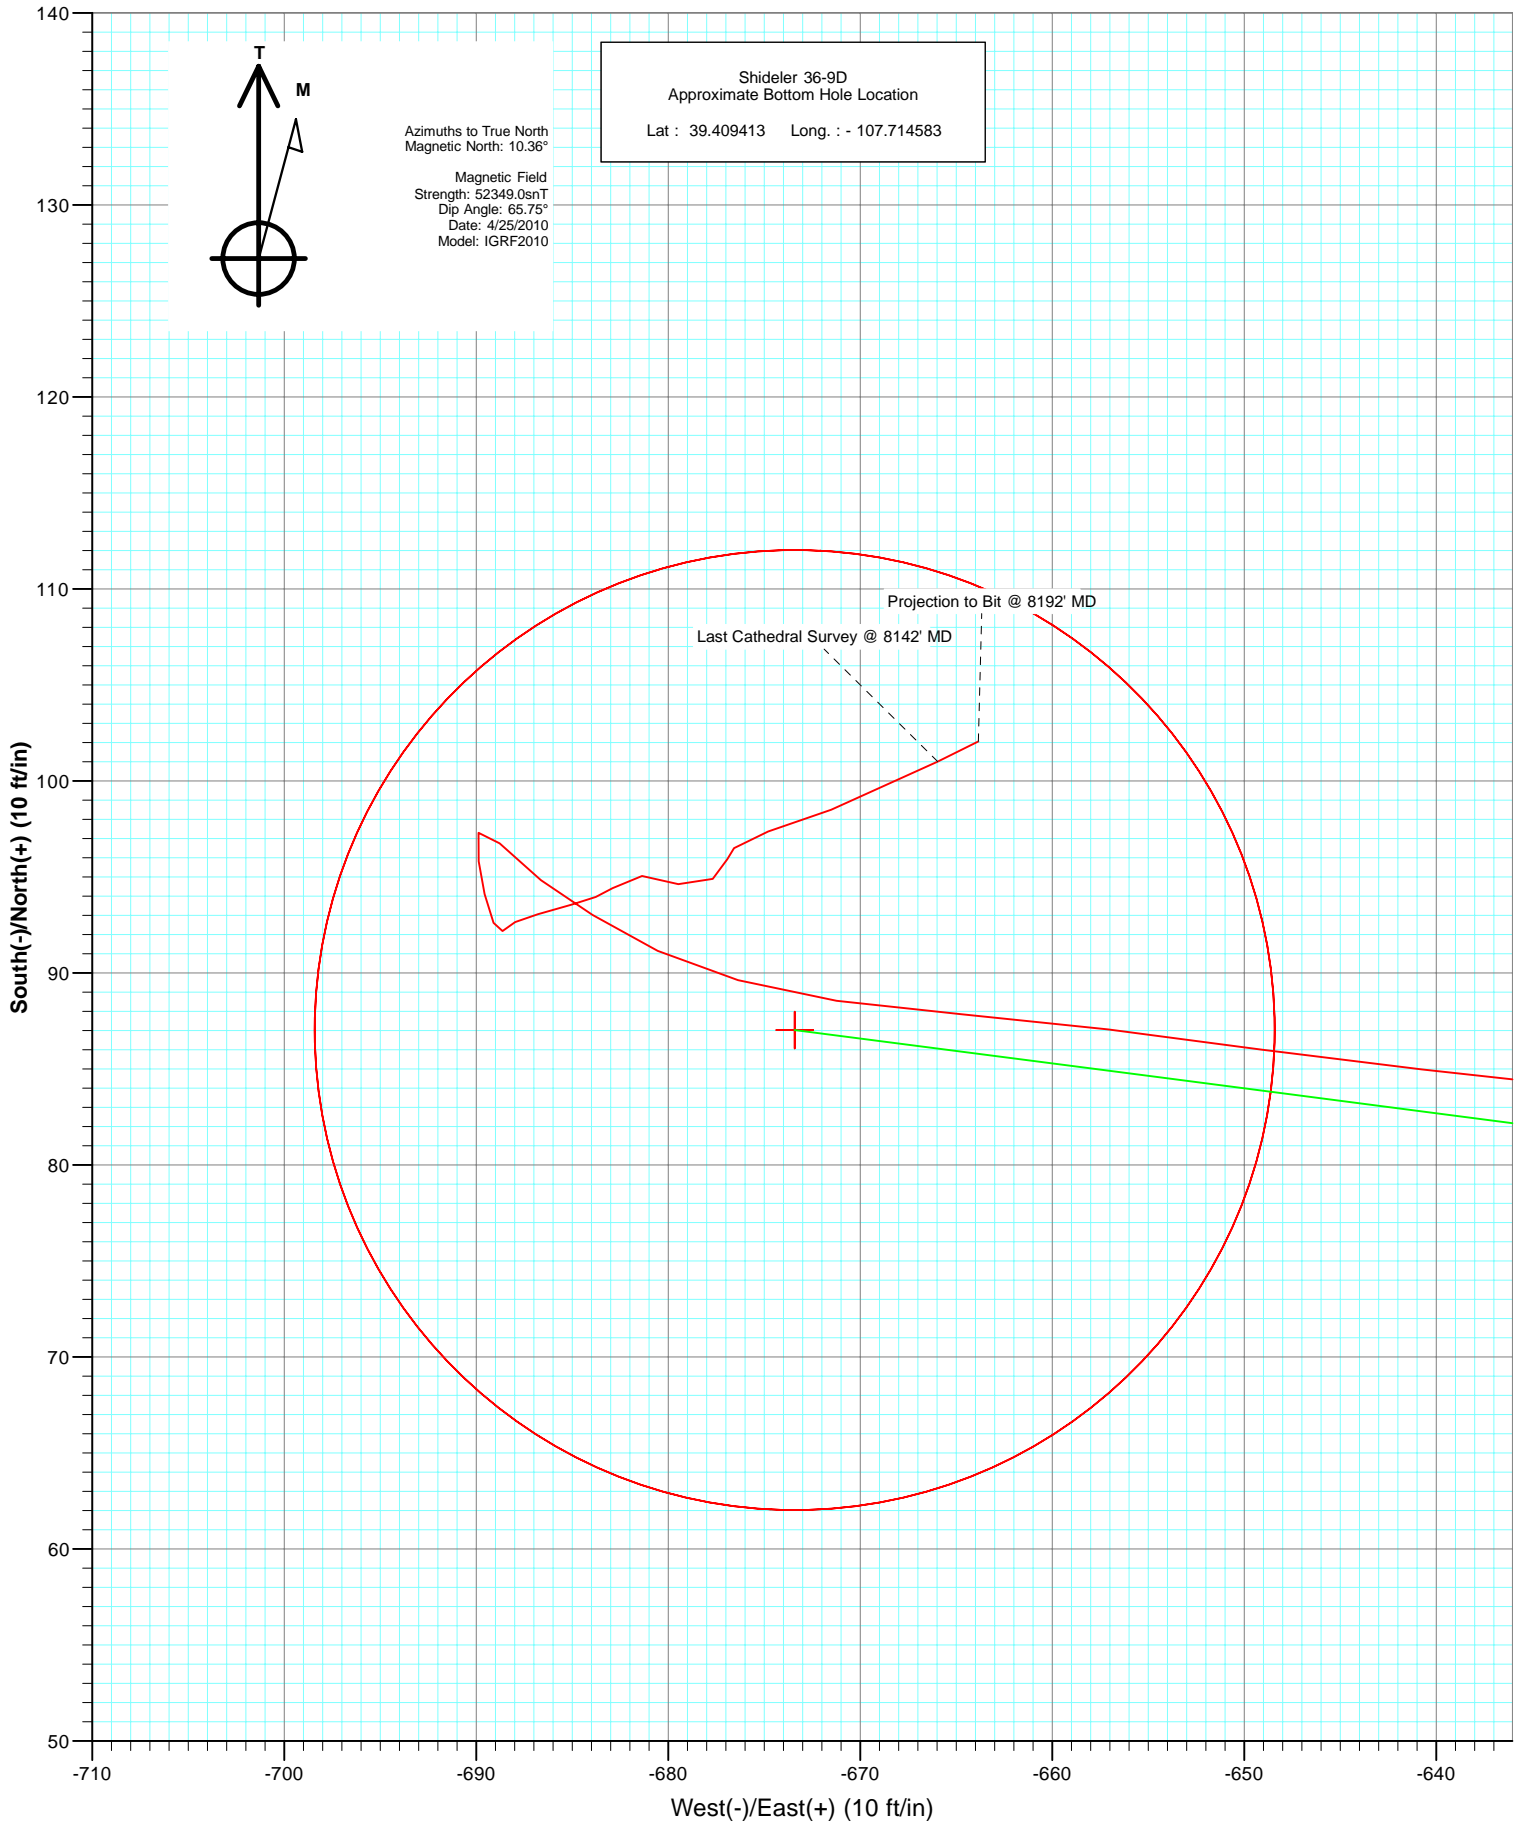 140
130
120
110
100
90
80
70
60
50
South(-)/North(+) (10 ft/in)
T
M
Azimuths to True North
Magnetic North: 10.36°
Magnetic Field
Strength: 52349.0snT
Dip Angle: 65.75°
Date: 4/25/2010
Model: IGRF2010
Shideler 36-9D
Approximate Bottom Hole Location
Lat : 39.409413 Long. : - 107.714583
Projection to Bit @ 8192' MD
Last Cathedral Survey @ 8142' MD
-710 -700 -690 -680 -670 -660 -650 -640
West(-)/East(+) (10 ft/in)